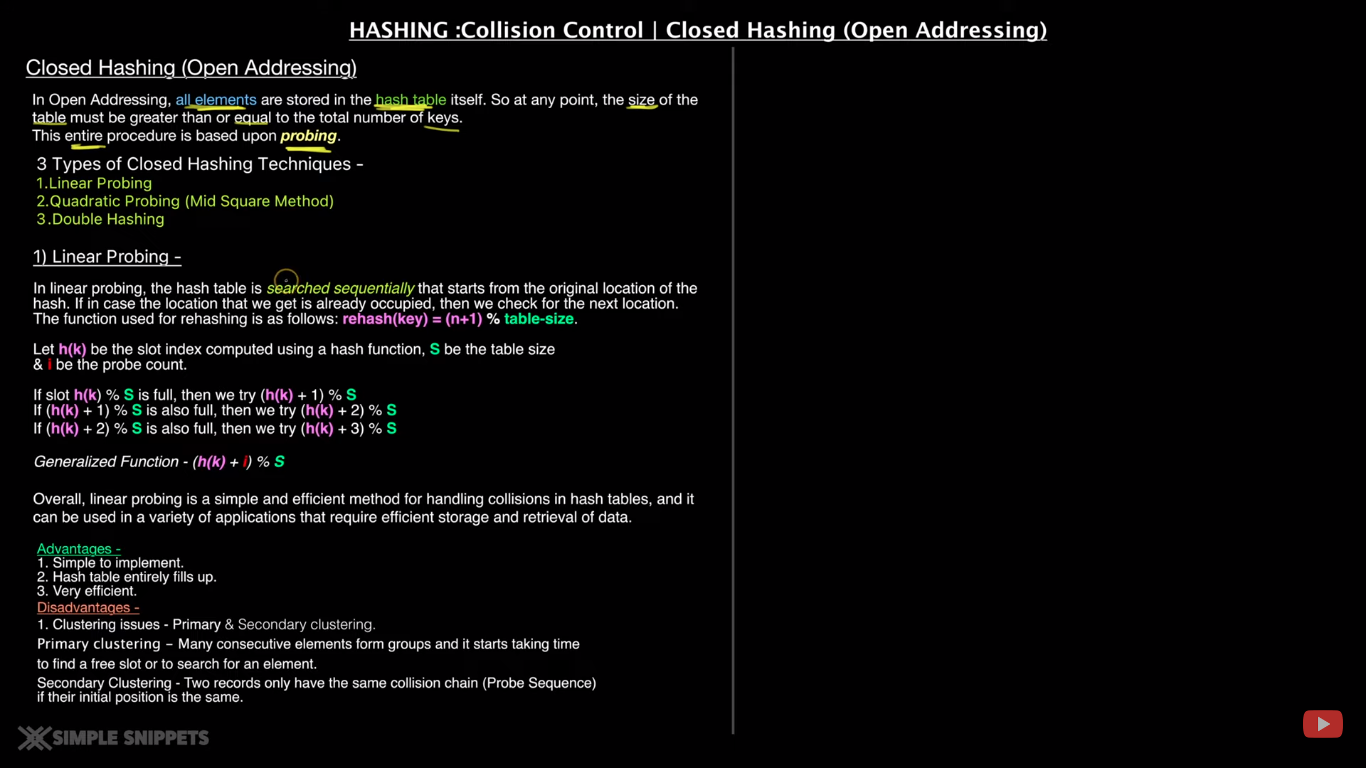 HASHING :Collision Control | Closed Hashing (Open Addressing)
Closed Hashing (Open Addressing)
In Open Addressing, all elements are stored in the hash table itself. So at any point, the size of the
table must be greater than or equal to the total number of keys.
This entire procedure is based upon probing.
3 Types of Closed Hashing Techniques -
1.Linear Probing
2.Quadratic Probing (Mid Square Method)
3.Double Hashing
1) Linear Probing -
In linear probing, the hash table is searched sequentially that starts from the original location of the
hash. If in case the location that we get is already occupied, then we check for the next location.
The function used for rehashing is as follows: rehash(key) = (n+1) % table-size.
Let h(k) be the slot index computed using a hash function, S be the table size
& i be the probe count.
If slot h(k) % S is full, then we try (h(k) + 1) % S
If (h(k) + 1) % S is also full, then we try (h(k) + 2) % S
If (h(k) + 2) % S is also full, then we try (h(k) + 3) % S
Generalized Function - (h(k) + i) % S
Overall, linear probing is a simple and efficient method for handling collisions in hash tables, and it
can be used in a variety of applications that require efficient storage and retrieval of data.
Advantages -
1. Simple to implement.
2. Hash table entirely fills up.
3. Very efficient.
Disadvantages -
1. Clustering issues - Primary & Secondary clustering.
Primary clustering – Many consecutive elements form groups and it starts taking time
to find a free slot or to search for an element.
Secondary Clustering - Two records only have the same collision chain (Probe Sequence)
if their initial position is the same.
SIMPLE SNIPPETS